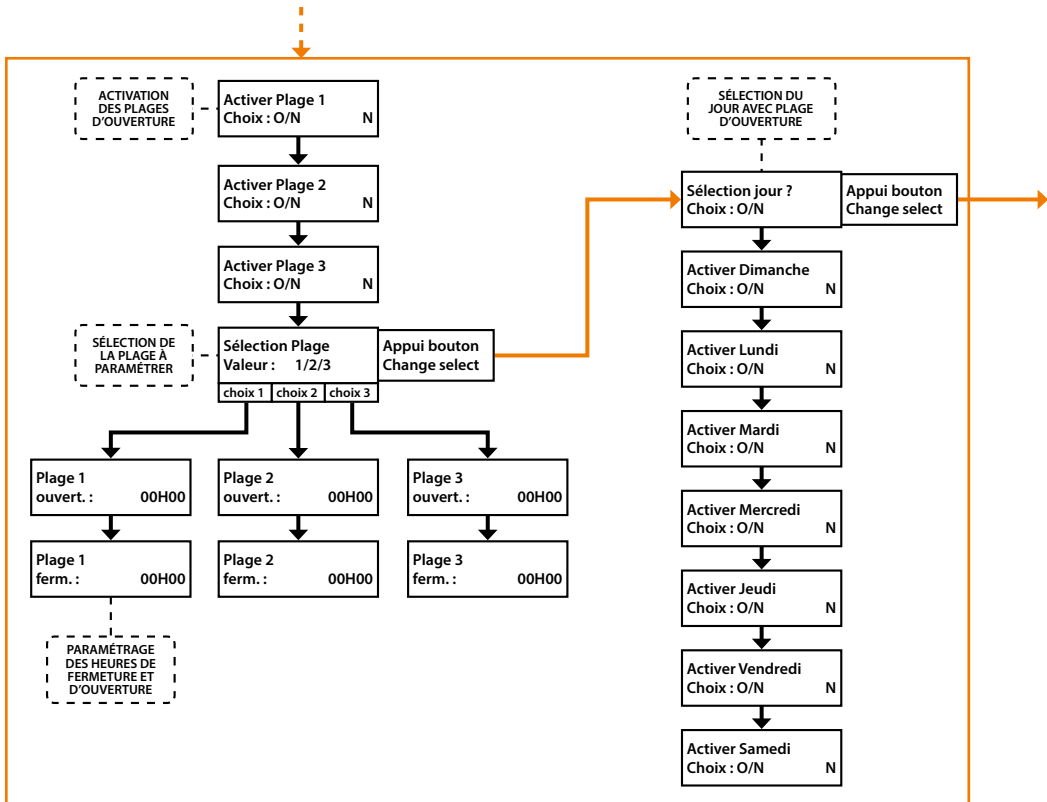 ACTIVATION
DES PLAGES
D'OUVERTURE
Activer Plage 1
Choix : O/N N
Activer Plage 2
Choix : O/N N
Activer Plage 3
Choix : O/N N
SÉLECTION DE
LA PLAGE À
PARAMÉTRER
Sélection Plage
Valeur : 1/2/3
Appui bouton
Change select
choix 1 choix 2 choix 3
Plage 1
ouvert. : 00H00
Plage 2
ouvert. : 00H00
Plage 3
ouvert. : 00H00
Plage 1
ferm. : 00H00
Plage 2
ferm. : 00H00
Plage 3
ferm. : 00H00
PARAMÉTRAGE
DES HEURES DE
FERMETURE ET
D'OUVERTURE
SÉLECTION DU
JOUR AVEC PLAGE
D'OUVERTURE
Sélection jour ?
Choix : O/N
Appui bouton
Change select
Activer Dimanche
Choix : O/N N
Activer Lundi
Choix : O/N N
Activer Mardi
Choix : O/N N
Activer Mercredi
Choix : O/N N
Activer Jeudi
Choix : O/N N
Activer Vendredi
Choix : O/N N
Activer Samedi
Choix : O/N N